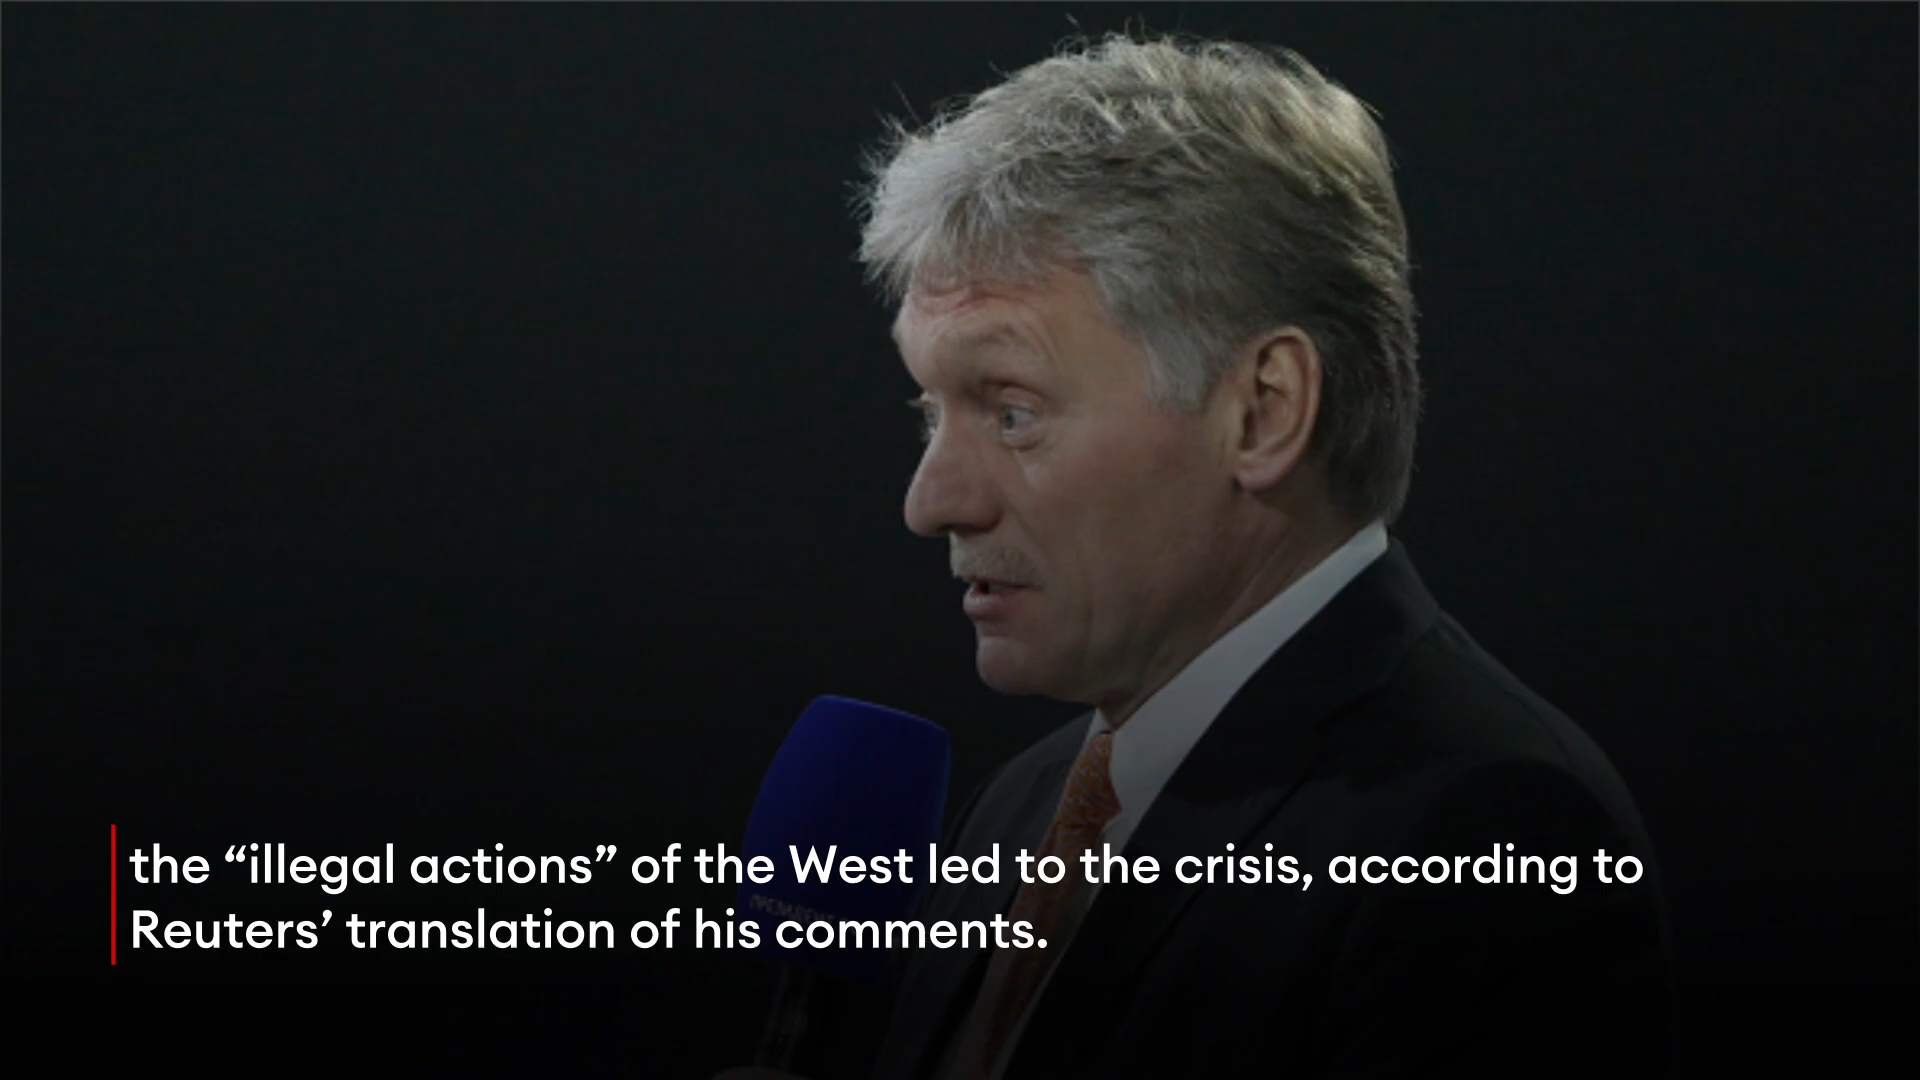 the “illegal actions” of the West led to the crisis, according to
Reuters’ translation of his comments.